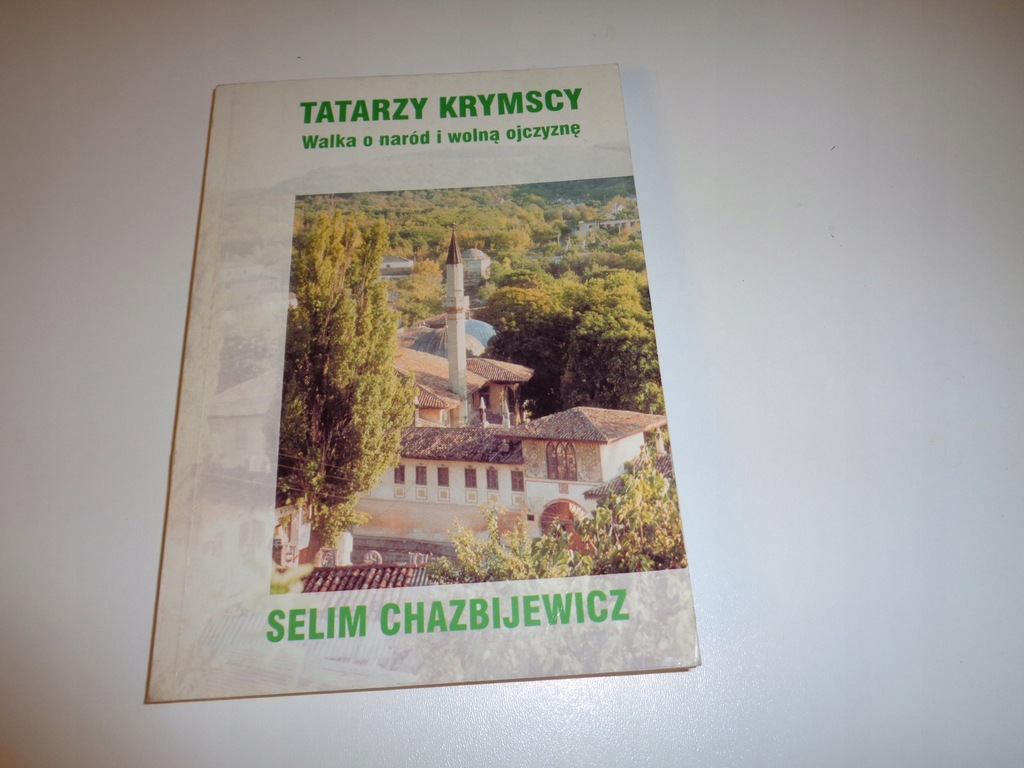 TATARZY KRYMSCY
Walka o naród i wolną ojczyznę
SELIM CHAZBIJEWICZ